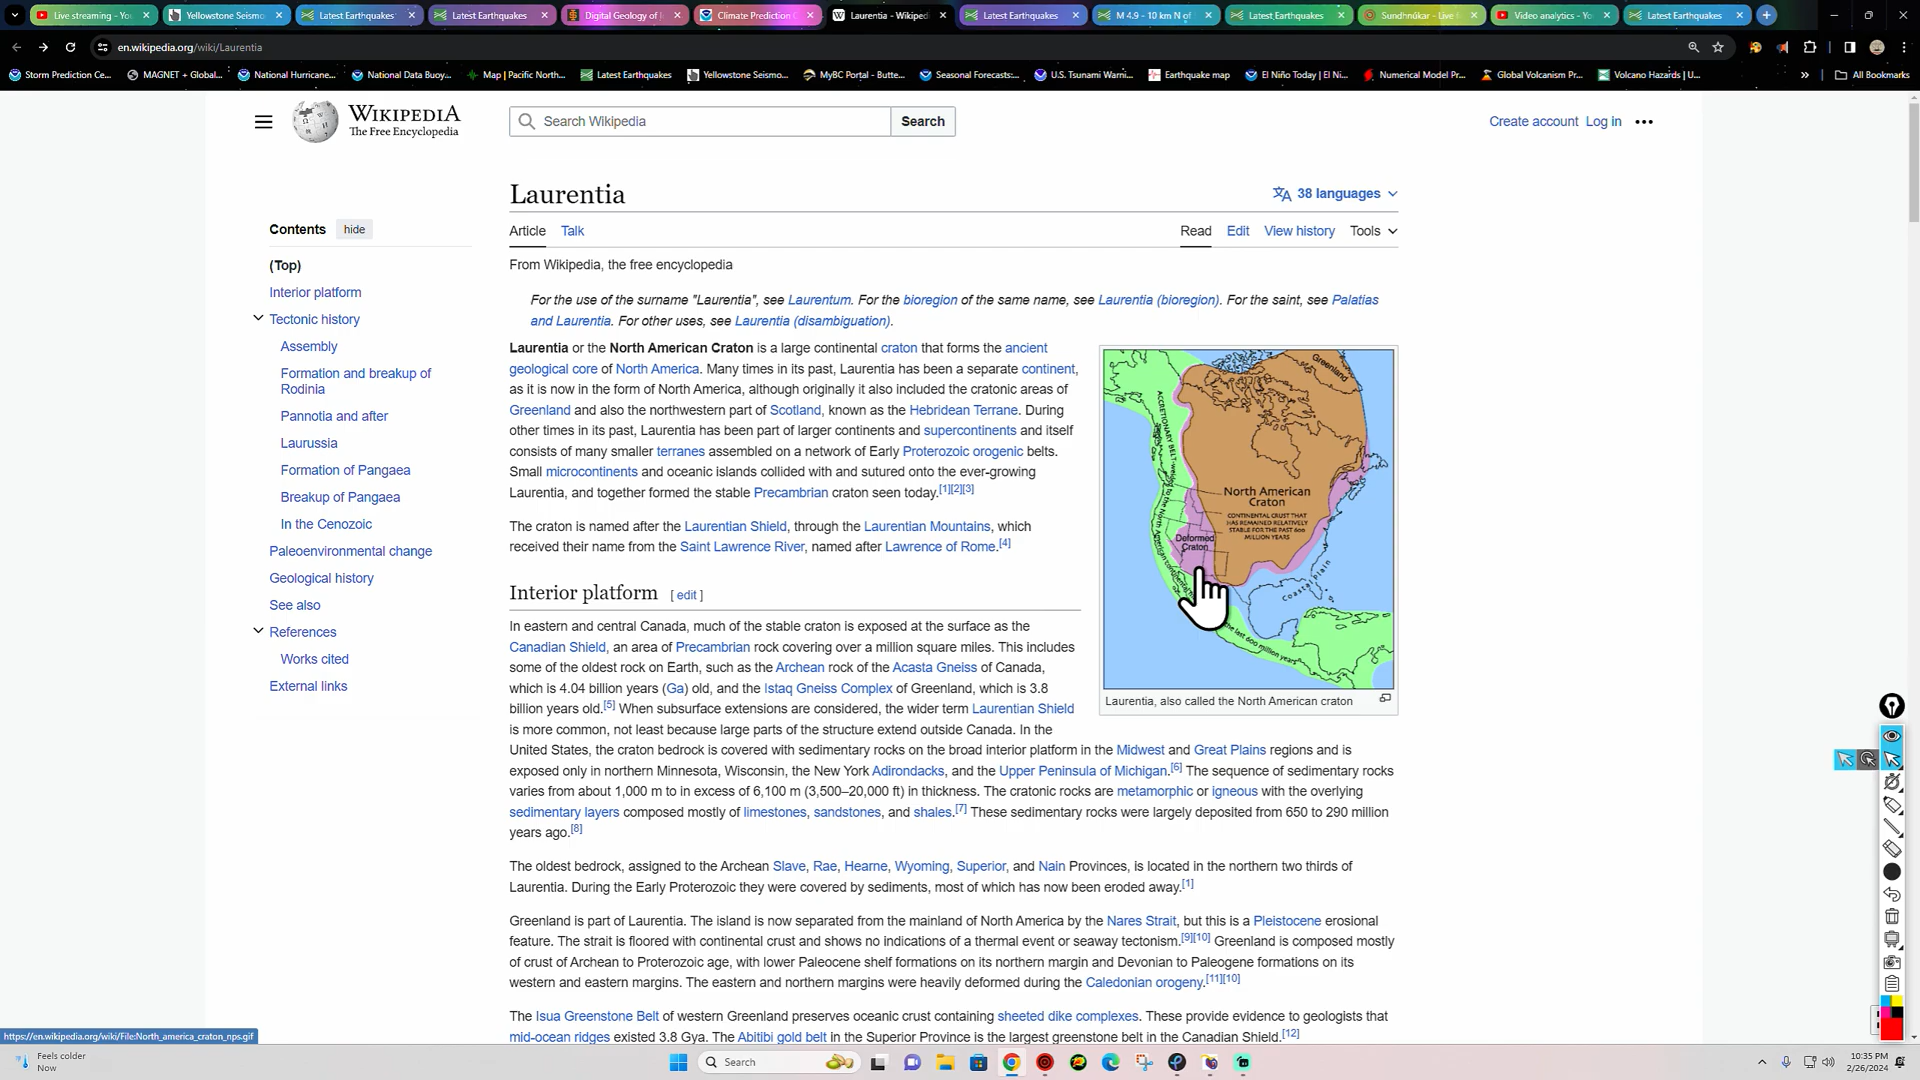 Live streaming - Yo
Yellowstone Seismo
Latest Earthquakes
Latest Earthquakes
Digital Geology of I
Climate Prediction C
Laurentia - Wikiped
Latest Earthquakes
M 4.9 - 10 km N of
Latest Earthquakes
Sundhnúkar - Live f
Video analytics - Yo
Latest Earthquakes
en.wikipedia.org/wiki/Laurentia
Storm Prediction Ce...
MAGNET + Global...
National Hurricane...
National Data Buoy...
Map | Pacific North...
Latest Earthquakes
Yellowstone Seismo...
MyBC Portal - Butte...
Seasonal Forecasts:...
U.S. Tsunami Warni...
Earthquake map
El Niño Today | El Ni...
Numerical Model Pr...
Global Volcanism Pr...
Volcano Hazards | U...
All Bookmarks
WIKIPEDIA
The Free Encyclopedia
Search Wikipedia
Search
Create account Log in
Laurentia
38 languages
Article Talk
Read Edit View history Tools
From Wikipedia, the free encyclopedia
Contents hide
(Top)
Interior platform
Tectonic history
Assembly
Formation and breakup of
Rodinia
Pannotia and after
Laurussia
Formation of Pangaea
Breakup of Pangaea
In the Cenozoic
Paleoenvironmental change
Geological history
See also
References
Works cited
External links
For the use of the surname "Laurentia", see Laurentum. For the bioregion of the same name, see Laurentia (bioregion). For the saint, see Palatias
and Laurentia. For other uses, see Laurentia (disambiguation).
Laurentia or the North American Craton is a large continental craton that forms the ancient
geological core of North America. Many times in its past, Laurentia has been a separate continent,
as it is now in the form of North America, although originally it also included the cratonic areas of
Greenland and also the northwestern part of Scotland, known as the Hebridean Terrane. During
other times in its past, Laurentia has been part of larger continents and supercontinents and itself
consists of many smaller terranes assembled on a network of Early Proterozoic orogenic belts.
Small microcontinents and oceanic islands collided with and sutured onto the ever-growing
Laurentia, and together formed the stable Precambrian craton seen today.[1][2][3]
The craton is named after the Laurentian Shield, through the Laurentian Mountains, which
received their name from the Saint Lawrence River, named after Lawrence of Rome.[4]
Greenland
ACCRETIONARY BELT
North American
Craton
CONTINENTAL CRUST THAT
HAS REMAINED RELATIVELY
STABLE FOR THE PAST 600
MILLION YEARS
Deformed
Craton
Coastal plain
the last 600 million years
Laurentia, also called the North American craton
Interior platform [ edit ]
In eastern and central Canada, much of the stable craton is exposed at the surface as the
Canadian Shield, an area of Precambrian rock covering over a million square miles. This includes
some of the oldest rock on Earth, such as the Archean rock of the Acasta Gneiss of Canada,
which is 4.04 billion years (Ga) old, and the Istaq Gneiss Complex of Greenland, which is 3.8
billion years old.[5] When subsurface extensions are considered, the wider term Laurentian Shield
is more common, not least because large parts of the structure extend outside Canada. In the
United States, the craton bedrock is covered with sedimentary rocks on the broad interior platform in the Midwest and Great Plains regions and is
exposed only in northern Minnesota, Wisconsin, the New York Adirondacks, and the Upper Peninsula of Michigan.[6] The sequence of sedimentary rocks
varies from about 1,000 m to in excess of 6,100 m (3,500–20,000 ft) in thickness. The cratonic rocks are metamorphic or igneous with the overlying
sedimentary layers composed mostly of limestones, sandstones, and shales.[7] These sedimentary rocks were largely deposited from 650 to 290 million
years ago.[8]
The oldest bedrock, assigned to the Archean Slave, Rae, Hearne, Wyoming, Superior, and Nain Provinces, is located in the northern two thirds of
Laurentia. During the Early Proterozoic they were covered by sediments, most of which has now been eroded away.[1]
Greenland is part of Laurentia. The island is now separated from the mainland of North America by the Nares Strait, but this is a Pleistocene erosional
feature. The strait is floored with continental crust and shows no indications of a thermal event or seaway tectonism.[9][10] Greenland is composed mostly
of crust of Archean to Proterozoic age, with lower Paleocene shelf formations on its northern margin and Devonian to Paleogene formations on its
western and eastern margins. The eastern and northern margins were heavily deformed during the Caledonian orogeny.[11][10]
The Isua Greenstone Belt of western Greenland preserves oceanic crust containing sheeted dike complexes. These provide evidence to geologists that
mid-ocean ridges existed 3.8 Gya. The Abitibi gold belt in the Superior Province is the largest greenstone belt in the Canadian Shield.[12]
https://en.wikipedia.org/wiki/File:North_america_craton_nps.gif
Feels colder
Now
Search
10:35 PM
2/26/2024